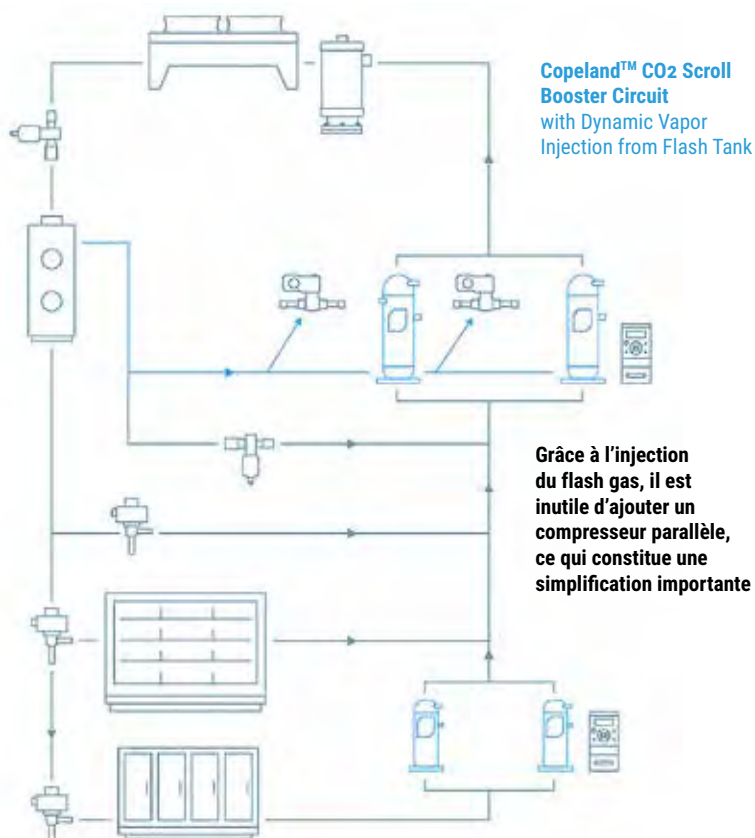 Copeland™ CO2 Scroll
Booster Circuit
with Dynamic Vapor
Injection from Flash Tank
Grâce à l’injection
du flash gas, il est
inutile d’ajouter un
compresseur parallèle,
ce qui constitue une
simplification importante